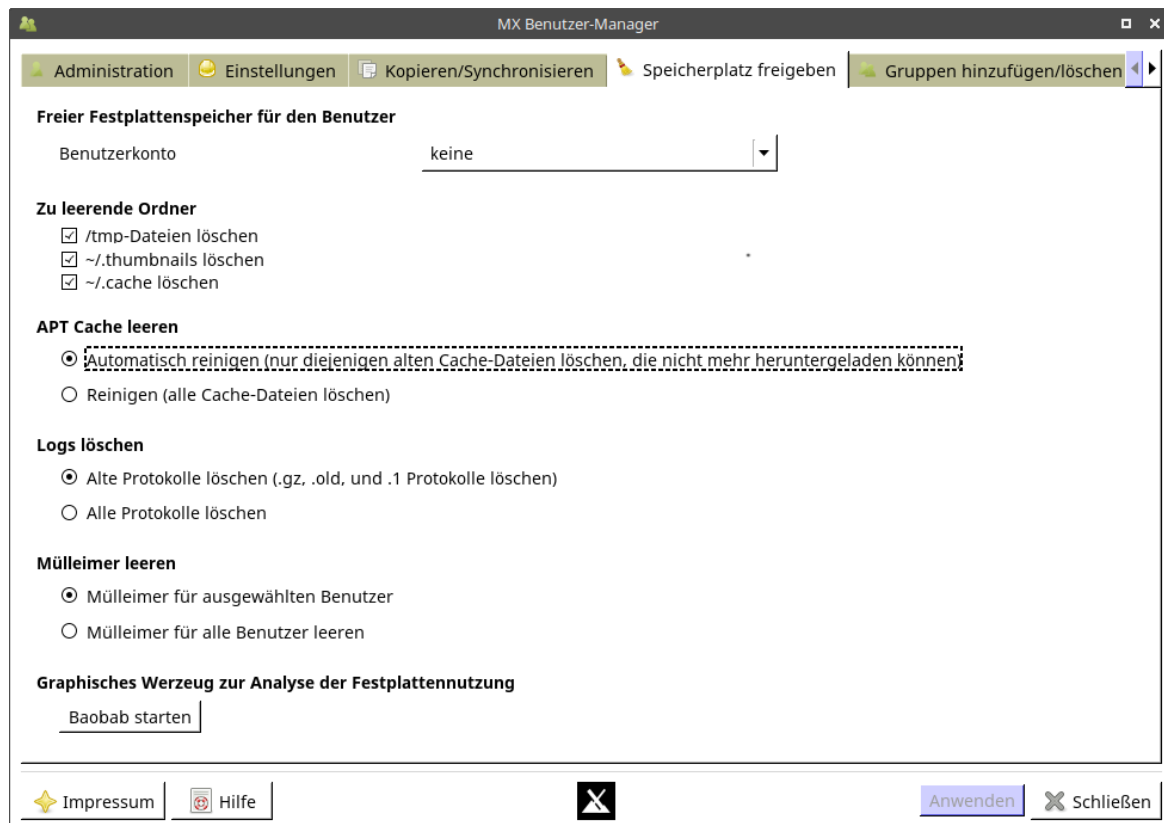 MX Benutzer-Manager
Administration
Einstellungen
Kopieren/Synchronisieren
Speicherplatz freigeben
Gruppen hinzufügen/löschen
Freier Festplattenspeicher für den Benutzer
Benutzerkonto
keine
Zu leerende Ordner
/tmp-Dateien löschen
~/.thumbnails löschen
~/.cache löschen
APT Cache leeren
Automatisch reinigen (nur diejenigen alten Cache-Dateien löschen, die nicht mehr heruntergeladen können)
Reinigen (alle Cache-Dateien löschen)
Logs löschen
Alte Protokolle löschen (.gz, .old, und .1 Protokolle löschen)
Alle Protokolle löschen
Mülleimer leeren
Mülleimer für ausgewählten Benutzer
Mülleimer für alle Benutzer leeren
Graphisches Werzeug zur Analyse der Festplattennutzung
Baobab starten
Impressum
Hilfe
Anwenden
Schließen